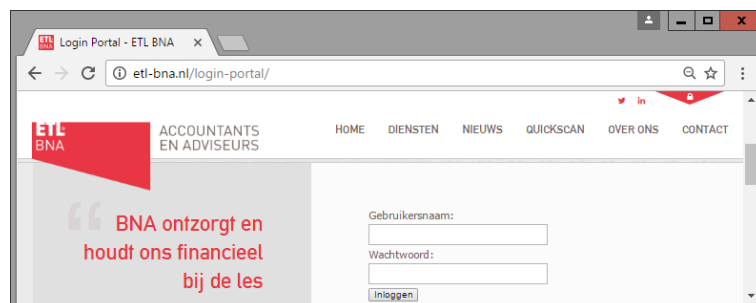 Login Portal - ETL BNA
etl-bna.nl/login-portal/
ETL
BNA
ACCOUNTANTS
EN ADVISEURS
HOME DIENSTEN NIEUWS QUICKSCAN OVER ONS CONTACT
“ BNA ontzorgt en
houdt ons financieel
bij de les
Gebruikersnaam:
Wachtwoord:
Inloggen